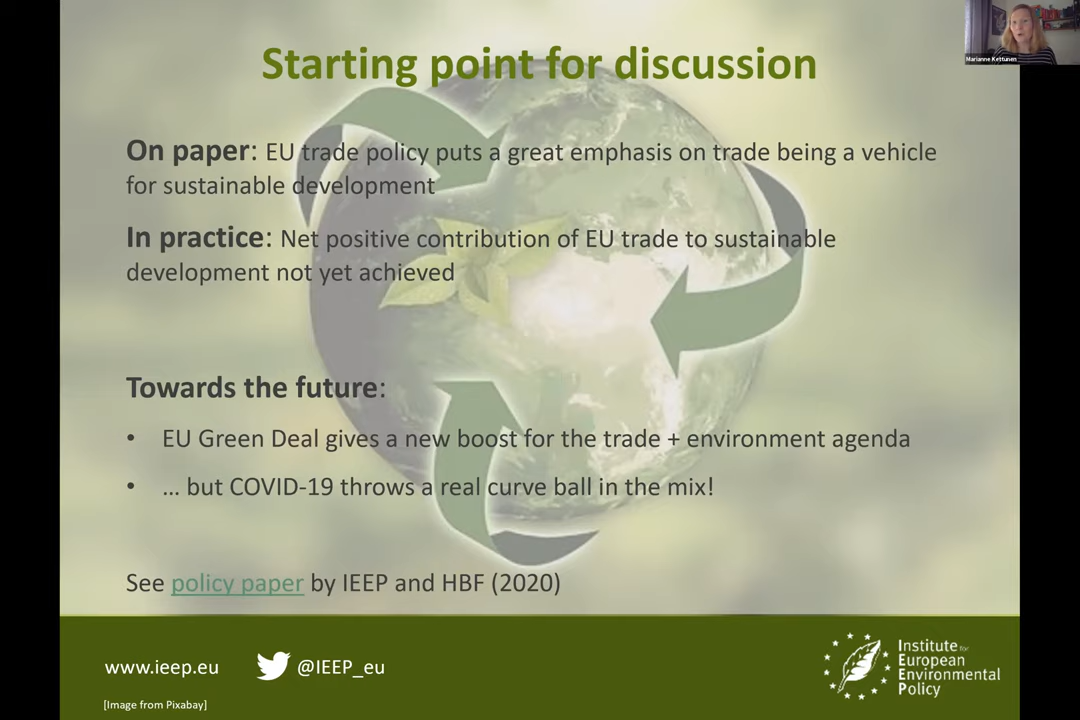 Starting point for discussion
Marianne Kettunen
On paper: EU trade policy puts a great emphasis on trade being a vehicle
for sustainable development
In practice: Net positive contribution of EU trade to sustainable
development not yet achieved
Towards the future:
• EU Green Deal gives a new boost for the trade + environment agenda
• … but COVID-19 throws a real curve ball in the mix!
See policy paper by IEEP and HBF (2020)
www.ieep.eu
@IEEP_eu
Institute for
European
Environmental
Policy
[Image from Pixabay]